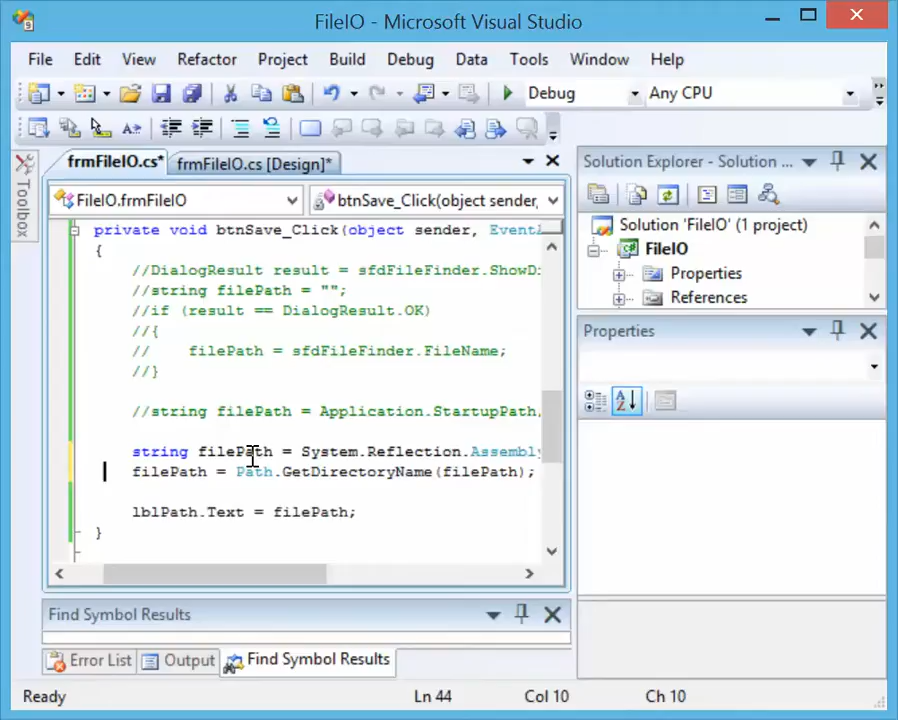 FileIO - Microsoft Visual Studio
9
File Edit View Refactor Project Build Debug Data Tools Window Help
Debug Any CPU
frmFileIO.cs* frmFileIO.cs [Design]*
Toolbox
FileIO.frmFileIO btnSave_Click(object sender,
private void btnSave_Click(object sender, Event
{
//DialogResult result = sfdFileFinder.ShowDi
//string filePath = "";
//if (result == DialogResult.OK)
//{
// filePath = sfdFileFinder.FileName;
//}
//string filePath = Application.StartupPath
string filePath = System.Reflection.Assembly
filePath = Path.GetDirectoryName(filePath);
lblPath.Text = filePath;
}
Solution Explorer - Solution ...
Solution 'FileIO' (1 project)
FileIO
Properties
References
Properties
Find Symbol Results
Error List Output Find Symbol Results
Ready Ln 44 Col 10 Ch 10